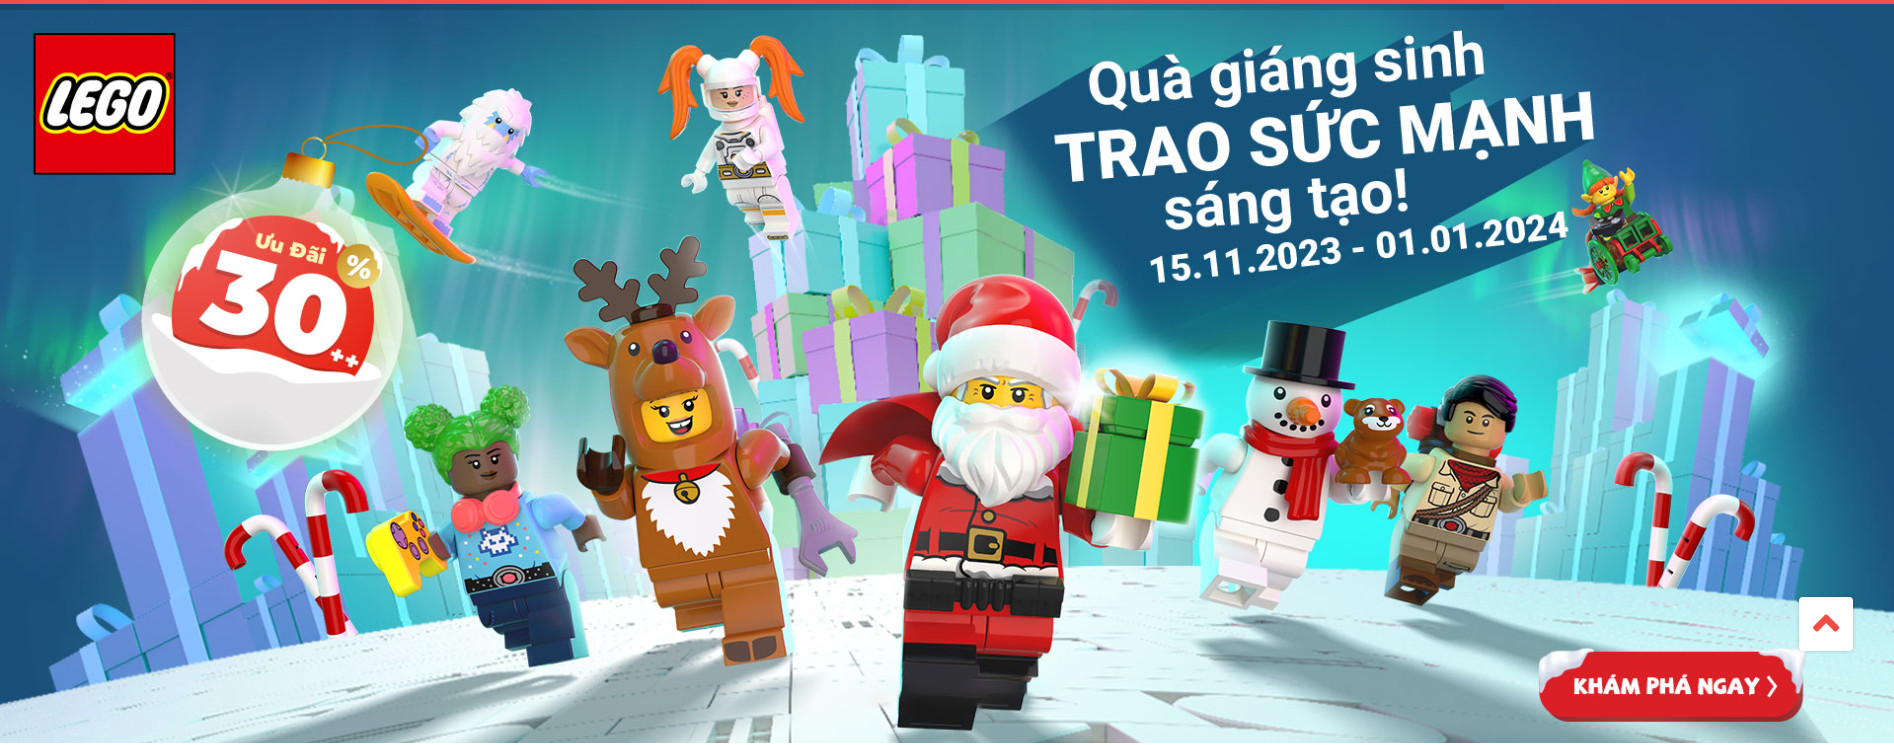 LEGO
Ưu Đãi
30%++
Quà giáng sinh
TRAO SỨC MẠNH
sáng tạo!
15.11.2023 - 01.01.2024
KHÁM PHÁ NGAY